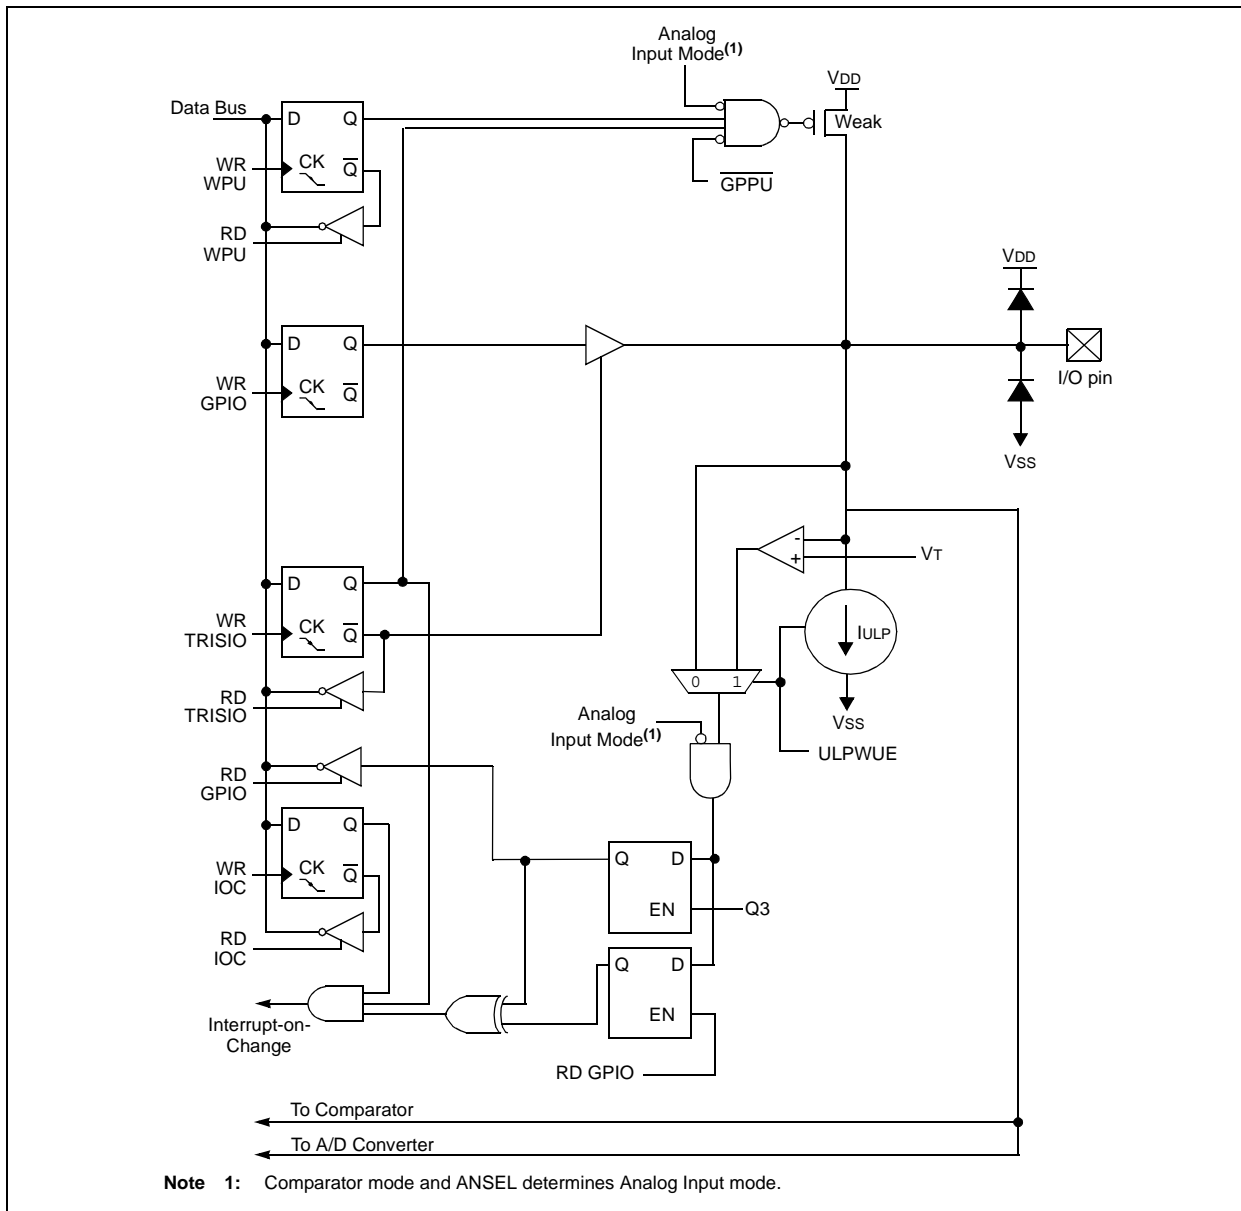 Analog
Input Mode(1)
VDD
Data Bus
D
Q
Weak
WR
WPU
CK
Q
GPPU
RD
WPU
VDD
D
Q
I/O pin
WR
GPIO
CK
Q
VSS
-
+
VT
D
Q
WR
TRISIO
CK
Q
IULP
0
1
RD
TRISIO
VSS
Analog
Input Mode(1)
ULPWUE
RD
GPIO
D
Q
WR
IOC
CK
Q
Q
D
EN
Q3
RD
IOC
Q
D
EN
Interrupt-on-
Change
RD GPIO
To Comparator
To A/D Converter
Note 1: Comparator mode and ANSEL determines Analog Input mode.